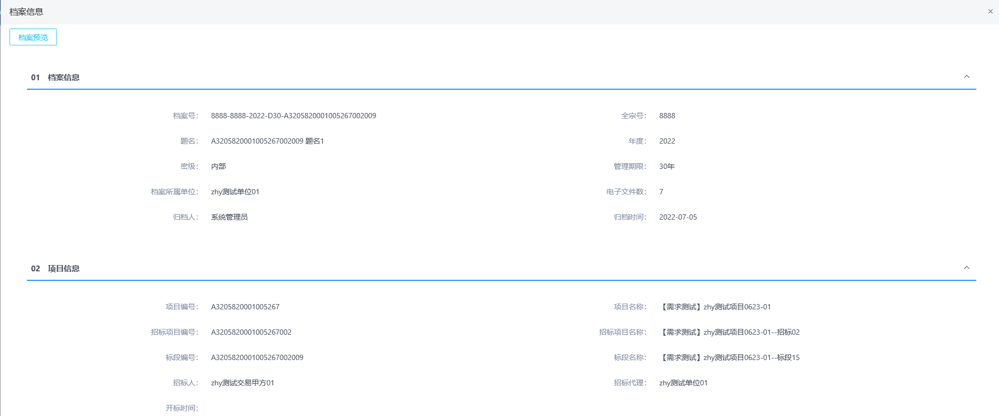 档案信息
档案预览
01 档案信息
档案号： 8888-8888-2022-D30-A3205820001005267002009 全宗号： 8888
题名： A3205820001005267002009 题名1 年度： 2022
密级： 内部 管理期限： 30年
档案所属单位： zhy测试单位01 电子文件数： 7
归档人： 系统管理员 归档时间： 2022-07-05
02 项目信息
项目编号： A3205820001005267 项目名称： 【需求测试】zhy测试项目0623-01
招标项目编号： A3205820001005267002 招标项目名称： 【需求测试】zhy测试项目0623-01--招标02
标段编号： A3205820001005267002009 标段名称： 【需求测试】zhy测试项目0623-01--标段15
招标人： zhy测试交易甲方01 招标代理： zhy测试单位01
开标时间：